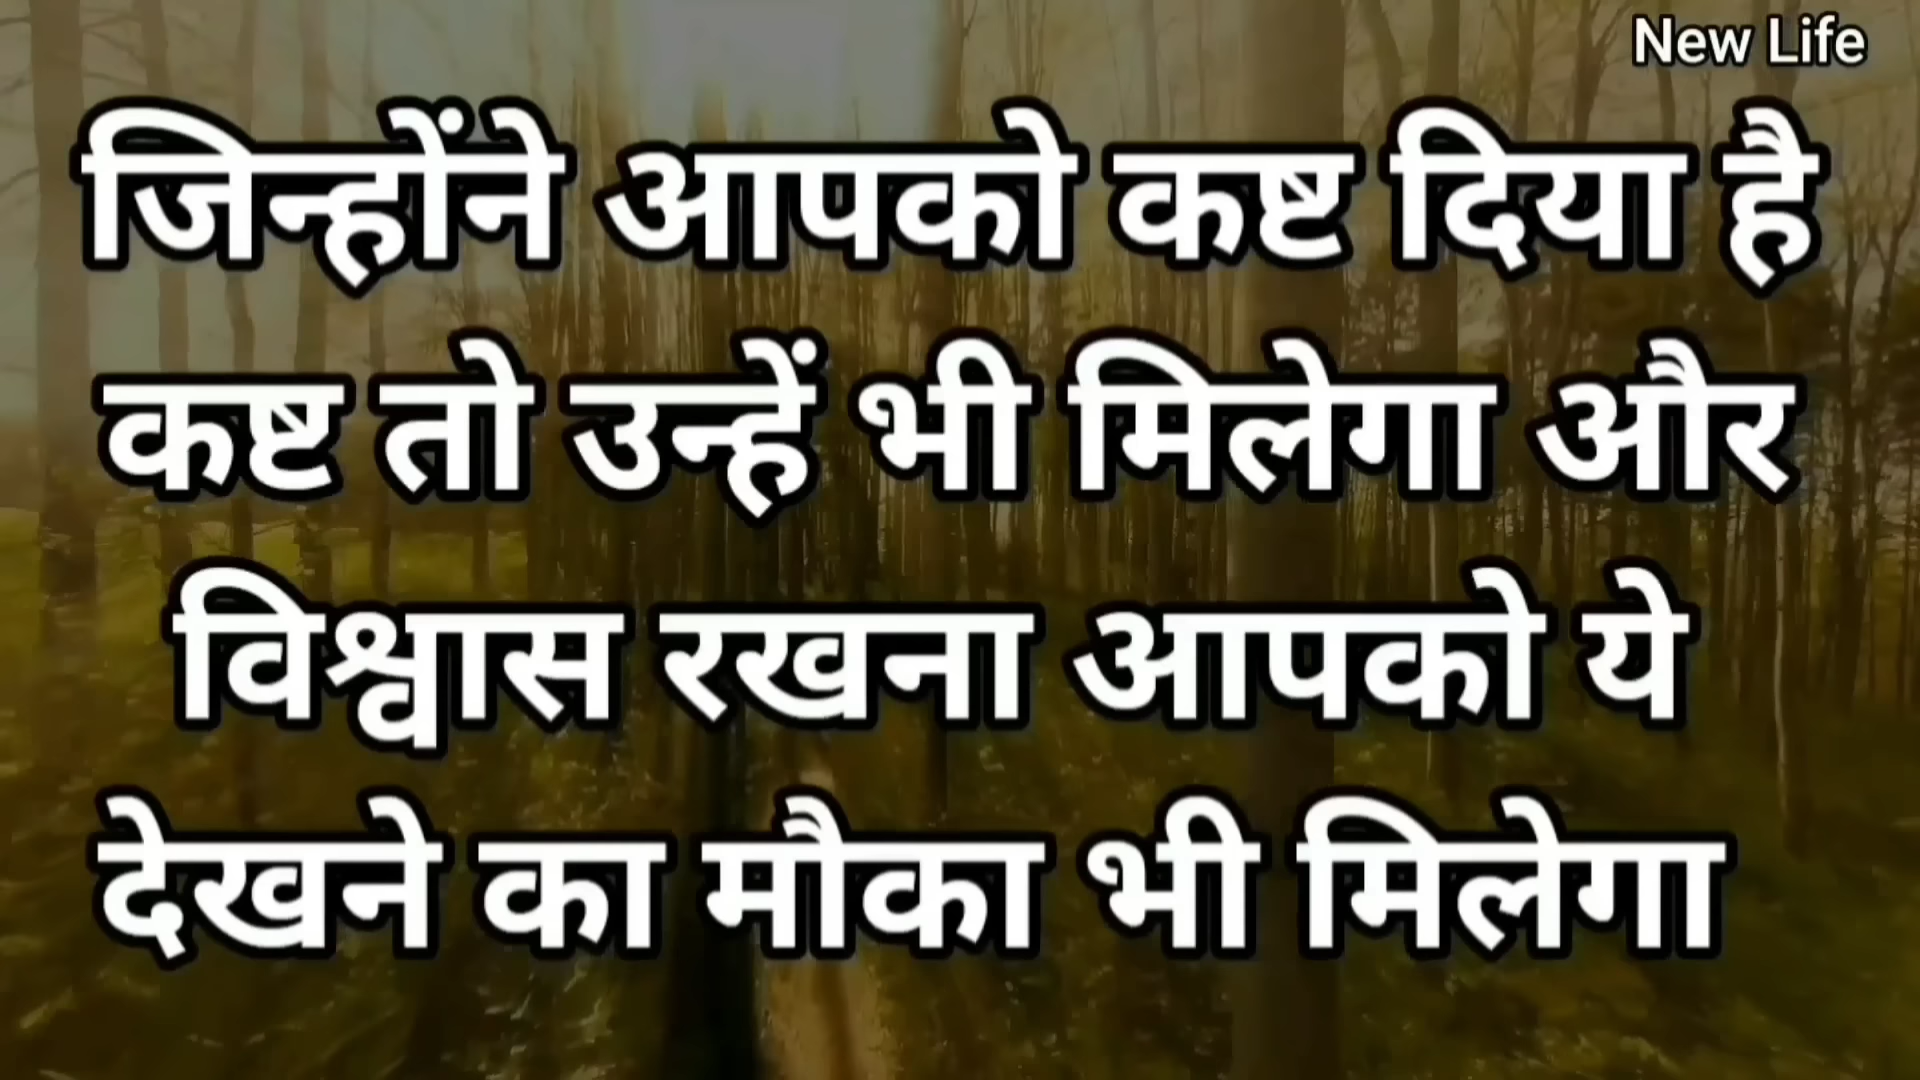 New Life
जिन्होंने आपको कष्ट दिया है
कष्ट तो उन्हें भी मिलेगा और
विश्वास रखना आपको ये
देखने का मौका भी मिलेगा